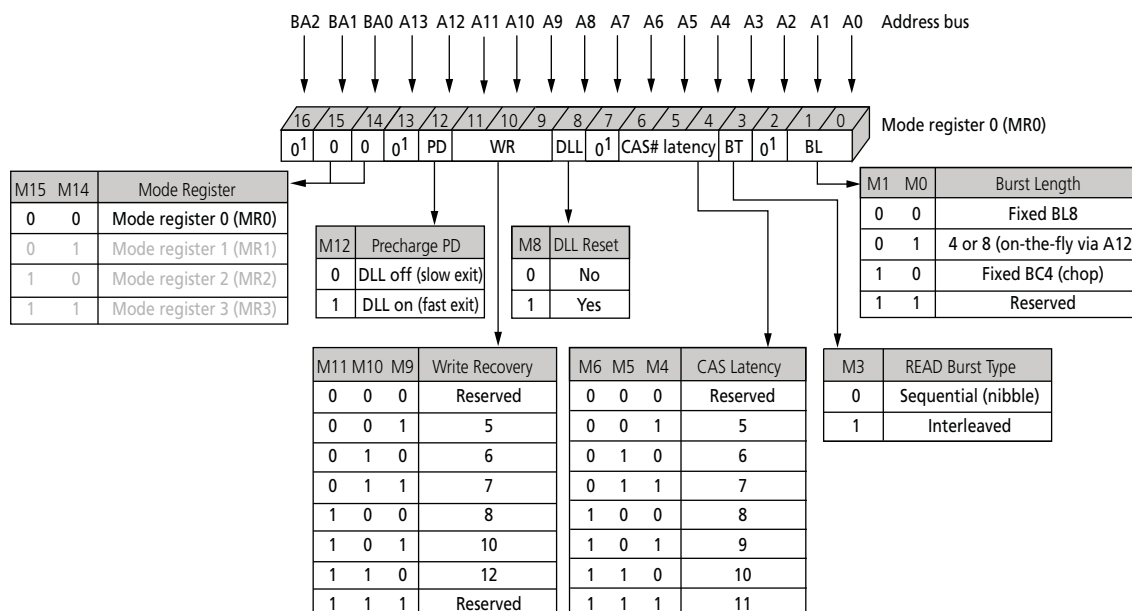 BA2 BA1 BA0 A13 A12 A11 A10 A9 A8 A7 A6 A5 A4 A3 A2 A1 A0 Address bus
16 15 14 13 12 11 10 9 8 7 6 5 4 3 2 1 0 Mode register 0 (MR0)
0¹ 0 0 0¹ PD WR DLL 0¹ CAS# latency BT 0¹ BL
M15 M14 Mode Register
0 0 Mode register 0 (MR0)
0 1 Mode register 1 (MR1)
1 0 Mode register 2 (MR2)
1 1 Mode register 3 (MR3)
M12 Precharge PD
0 DLL off (slow exit)
1 DLL on (fast exit)
M8 DLL Reset
0 No
1 Yes
M1 M0 Burst Length
0 0 Fixed BL8
0 1 4 or 8 (on-the-fly via A12
1 0 Fixed BC4 (chop)
1 1 Reserved
M11 M10 M9 Write Recovery
0 0 0 Reserved
0 0 1 5
0 1 0 6
0 1 1 7
1 0 0 8
1 0 1 10
1 1 0 12
1 1 1 Reserved
M6 M5 M4 CAS Latency
0 0 0 Reserved
0 0 1 5
0 1 0 6
0 1 1 7
1 0 0 8
1 0 1 9
1 1 0 10
1 1 1 11
M3 READ Burst Type
0 Sequential (nibble)
1 Interleaved